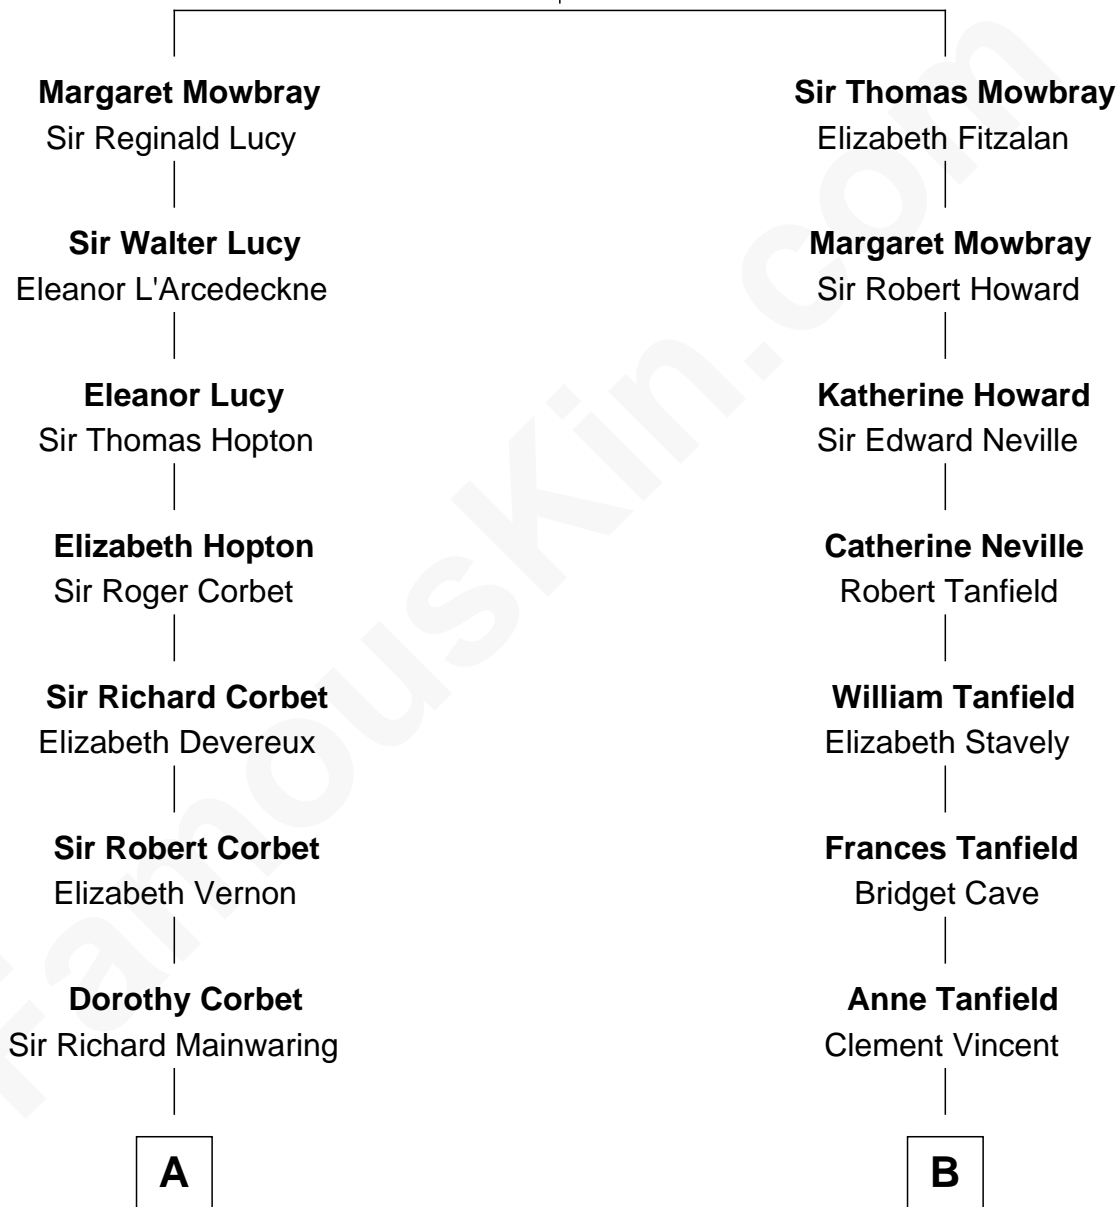 Margaret Mowbray
Sir Reginald Lucy
Sir Walter Lucy
Eleanor L'Arcedeckne
Eleanor Lucy
Sir Thomas Hopton
Elizabeth Hopton
Sir Roger Corbet
Sir Richard Corbet
Elizabeth Devereux
Sir Robert Corbet
Elizabeth Vernon
Dorothy Corbet
Sir Richard Mainwaring
A
Sir Thomas Mowbray
Elizabeth Fitzalan
Margaret Mowbray
Sir Robert Howard
Katherine Howard
Sir Edward Neville
Catherine Neville
Robert Tanfield
William Tanfield
Elizabeth Stavely
Frances Tanfield
Bridget Cave
Anne Tanfield
Clement Vincent
B
FamousKin.com